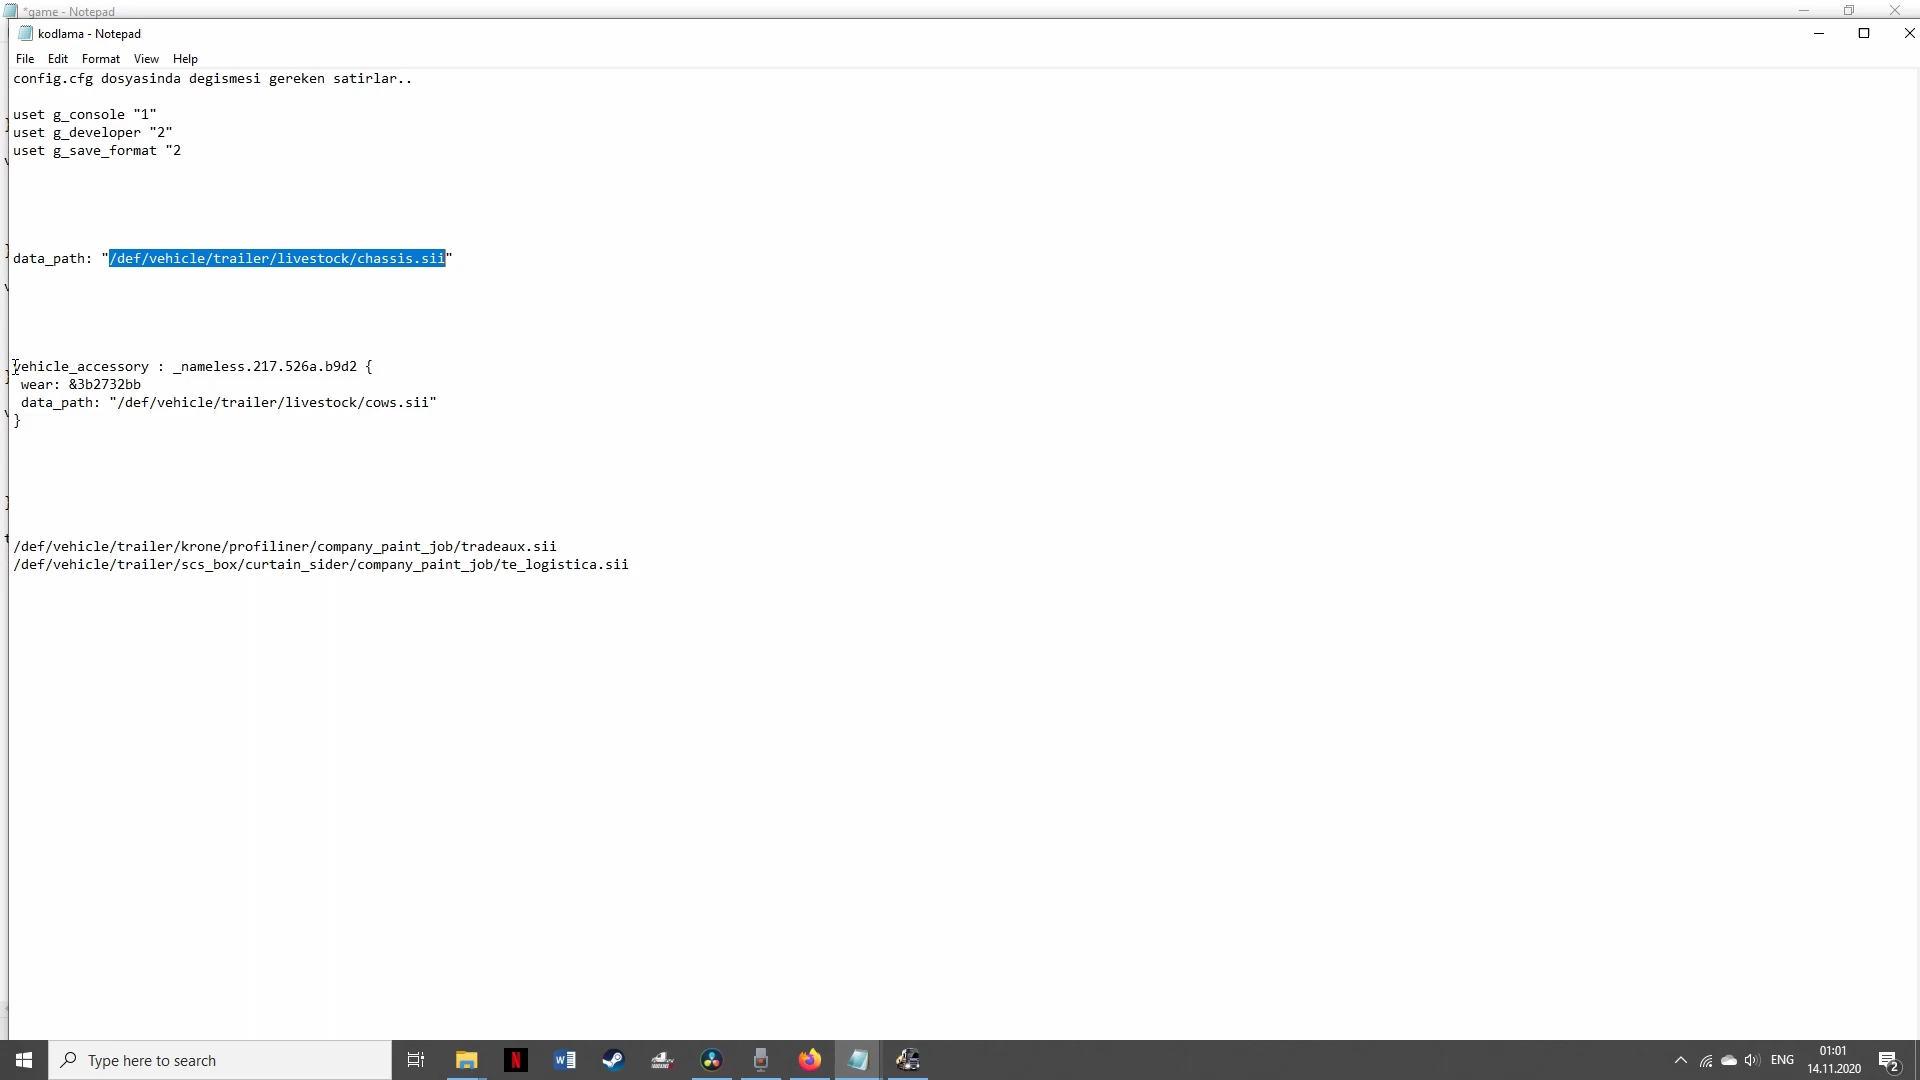 *game - Notepad
kodlama - Notepad
File Edit Format View Help
config.cfg dosyasinda degismesi gereken satirlar..
uset g_console "1"
uset g_developer "2"
uset g_save_format "2
data_path: "/def/vehicle/trailer/livestock/chassis.sii"
vehicle_accessory : _nameless.217.526a.b9d2 {
wear: &3b2732bb
data_path: "/def/vehicle/trailer/livestock/cows.sii"
}
/def/vehicle/trailer/krone/profiliner/company_paint_job/tradeaux.sii
/def/vehicle/trailer/scs_box/curtain_sider/company_paint_job/te_logistica.sii
Type here to search
ENG
01:01
14.11.2020
2